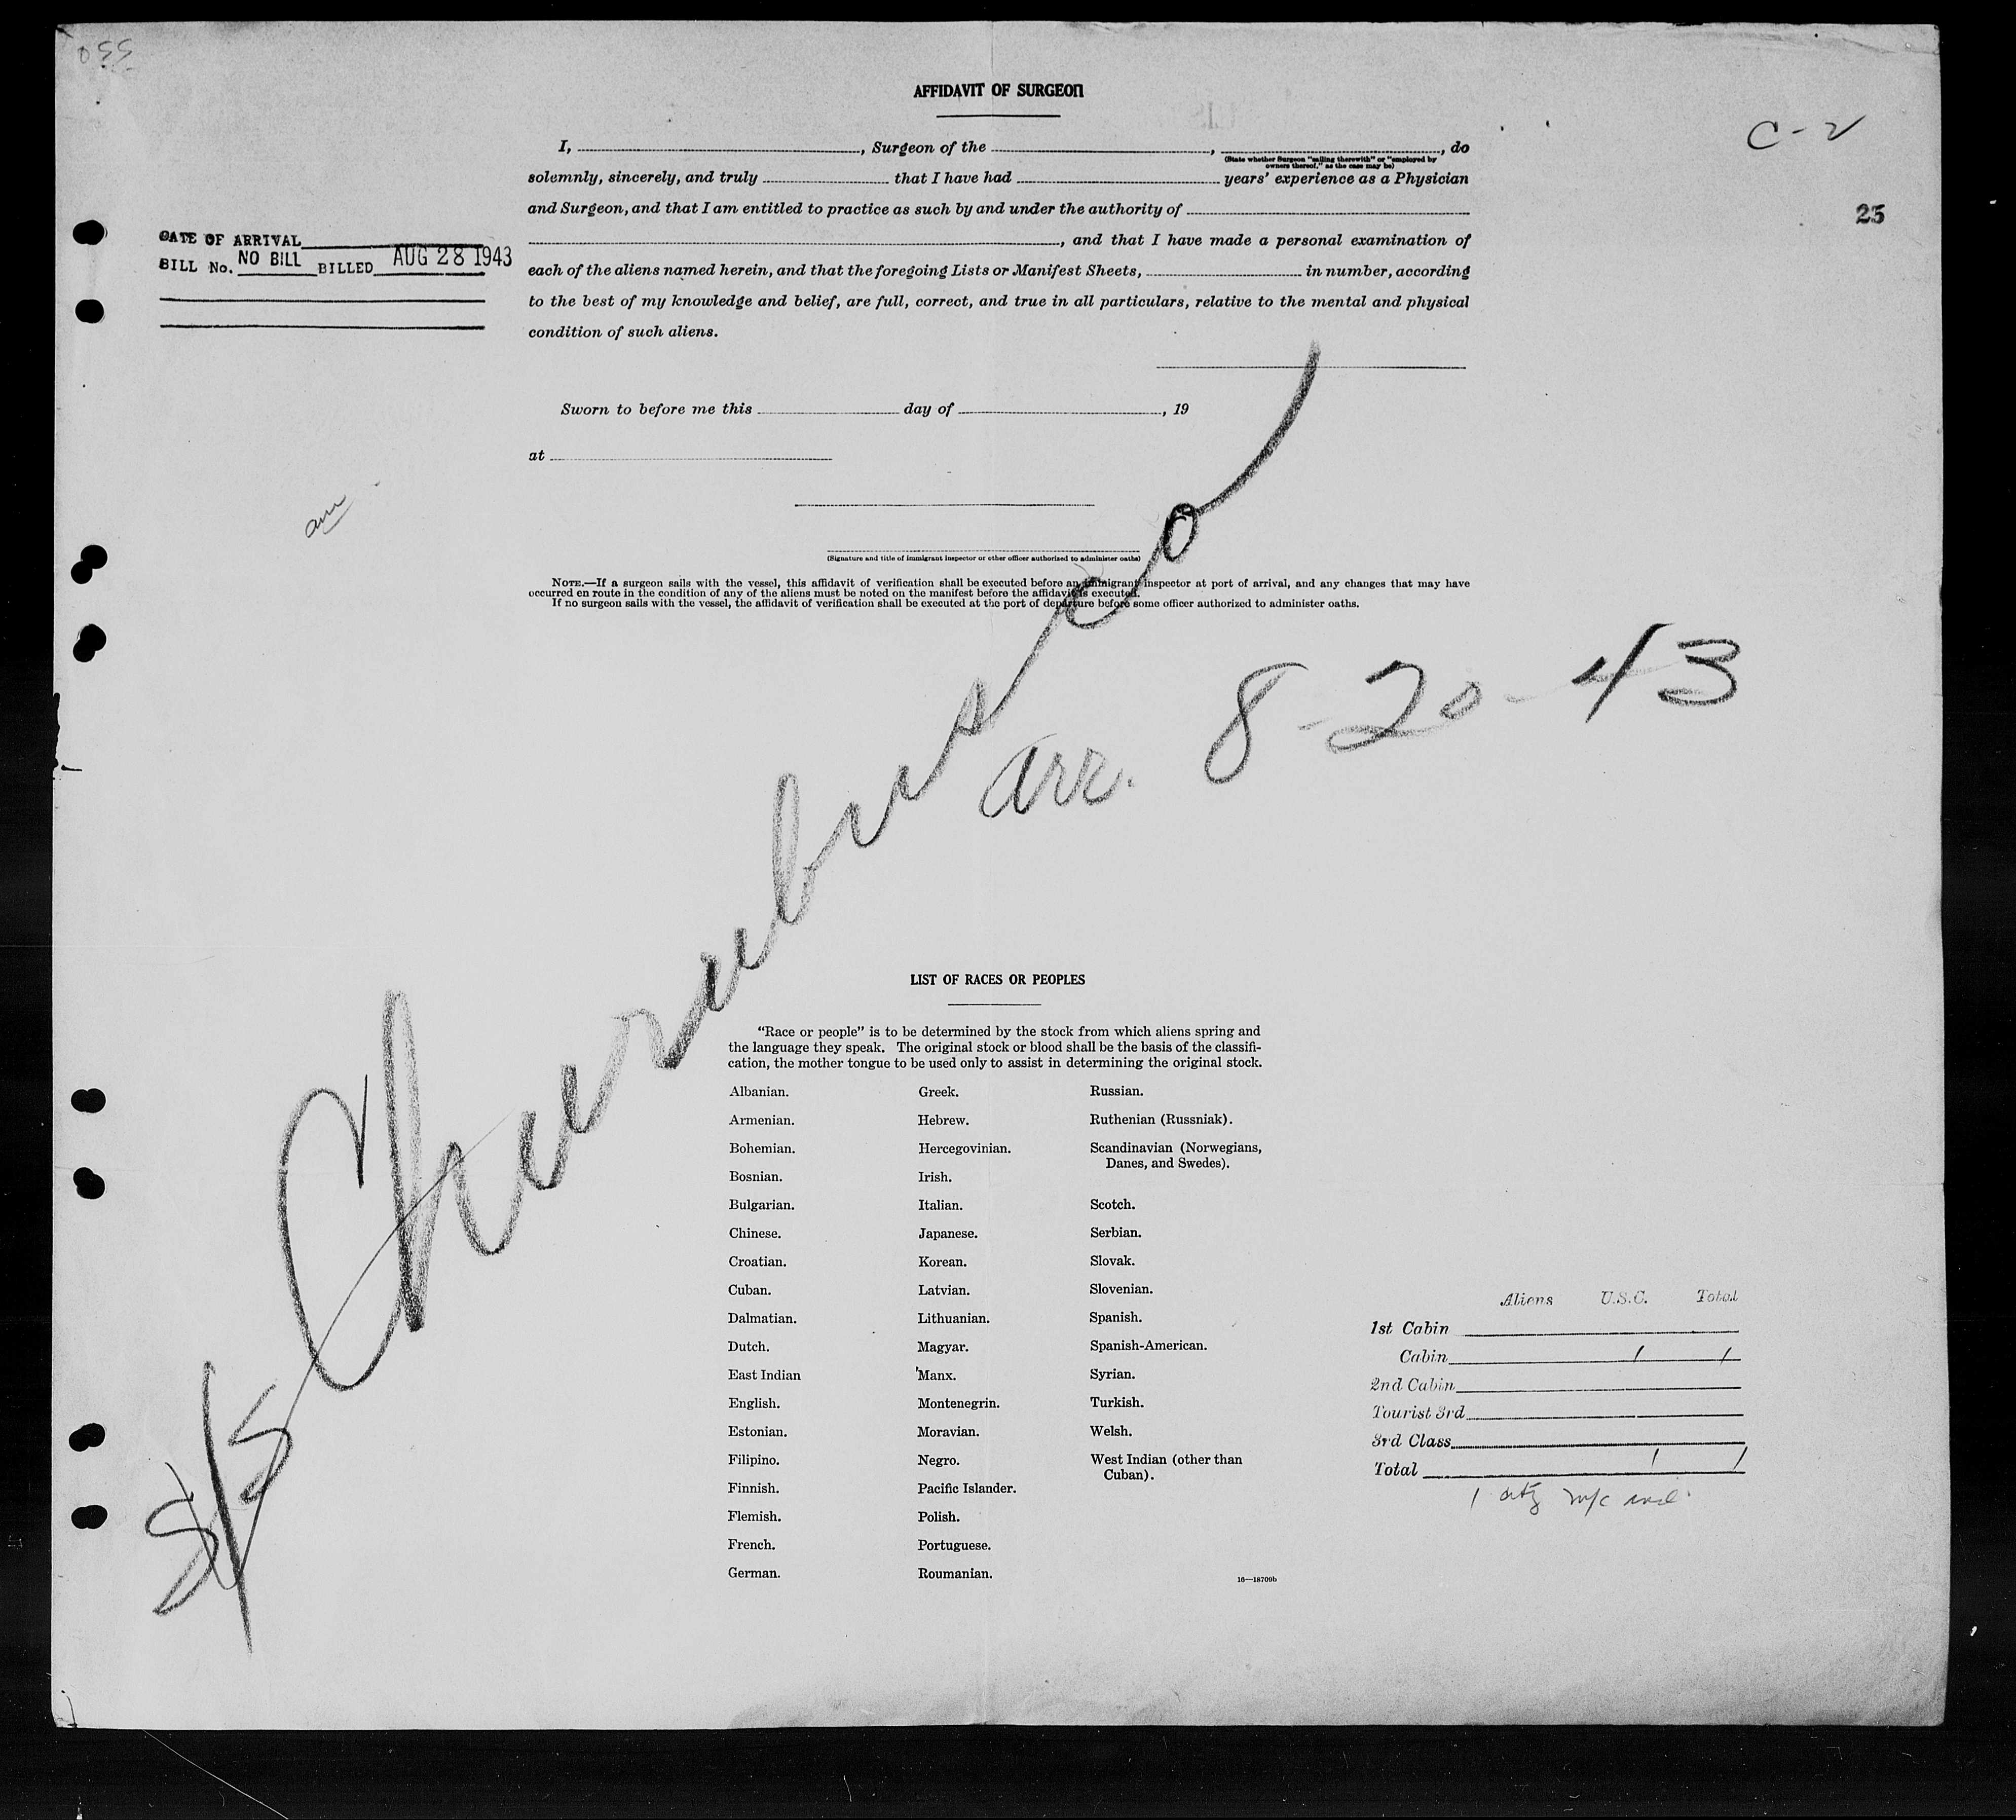 AFFIDAVIT OF SURGEON
C-2
25
I, , Surgeon of the , , do
(State whether Surgeon "sailing therewith" or "employed by
owners thereof," as the case may be)
solemnly, sincerely, and truly that I have had years' experience as a Physician
and Surgeon, and that I am entitled to practice as such by and under the authority of
, and that I have made a personal examination of
each of the aliens named herein, and that the foregoing Lists or Manifest Sheets, in number, according
to the best of my knowledge and belief, are full, correct, and true in all particulars, relative to the mental and physical
condition of such aliens.
DATE OF ARRIVAL
BILL No. NO BILL BILLED AUG 28 1943
Sworn to before me this day of , 19
at
(Signature and title of immigrant inspector or other officer authorized to administer oaths)
NOTE.—If a surgeon sails with the vessel, this affidavit of verification shall be executed before an immigrant inspector at port of arrival, and any changes that may have
occurred en route in the condition of any of the aliens must be noted on the manifest before the affidavit is executed.
If no surgeon sails with the vessel, the affidavit of verification shall be executed at the port of departure before some officer authorized to administer oaths.
S/S Cherubusco
arr. 8-20-43
LIST OF RACES OR PEOPLES
"Race or people" is to be determined by the stock from which aliens spring and
the language they speak. The original stock or blood shall be the basis of the classifi-
cation, the mother tongue to be used only to assist in determining the original stock.
Albanian.
Armenian.
Bohemian.
Bosnian.
Bulgarian.
Chinese.
Croatian.
Cuban.
Dalmatian.
Dutch.
East Indian
English.
Estonian.
Filipino.
Finnish.
Flemish.
French.
German.
Greek.
Hebrew.
Hercegovinian.
Irish.
Italian.
Japanese.
Korean.
Latvian.
Lithuanian.
Magyar.
Manx.
Montenegrin.
Moravian.
Negro.
Pacific Islander.
Polish.
Portuguese.
Roumanian.
Russian.
Ruthenian (Russniak).
Scandinavian (Norwegians,
Danes, and Swedes).
Scotch.
Serbian.
Slovak.
Slovenian.
Spanish.
Spanish-American.
Syrian.
Turkish.
Welsh.
West Indian (other than
Cuban).
16—18709b
Aliens U.S.C. Total
1st Cabin
Cabin 1 1
2nd Cabin
Tourist 3rd
3rd Class
Total 1 1